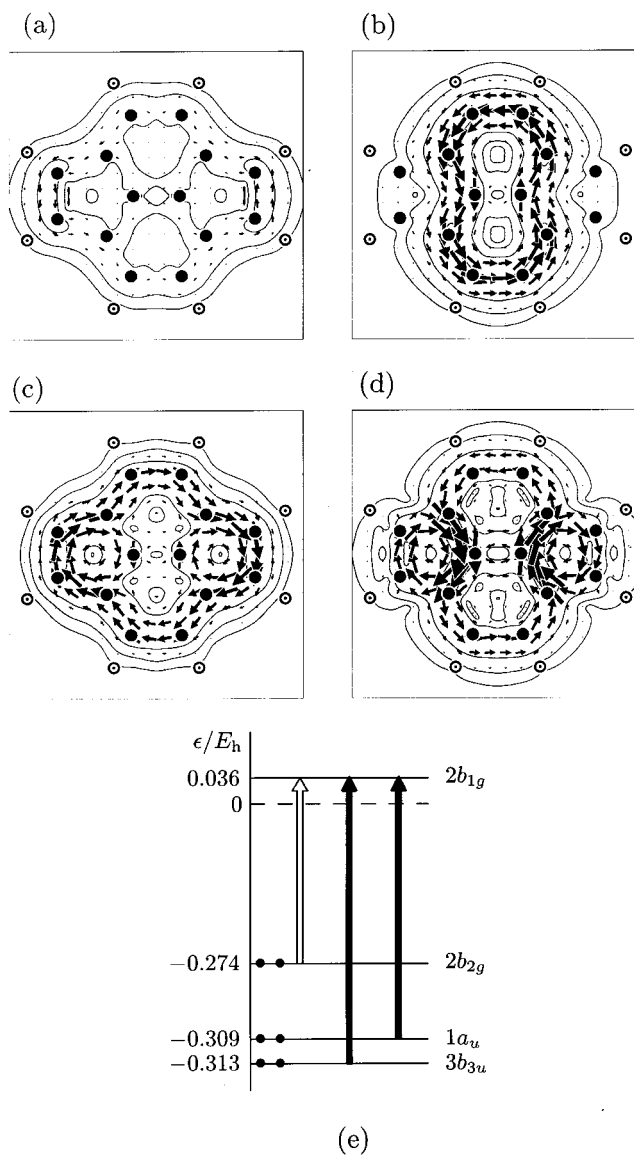 (a) (b)
(c) (d)
ϵ/E_h
0.036 2b_{1g}
0
−0.274 2b_{2g}
−0.309 1a_u
−0.313 3b_{3u}
(e)